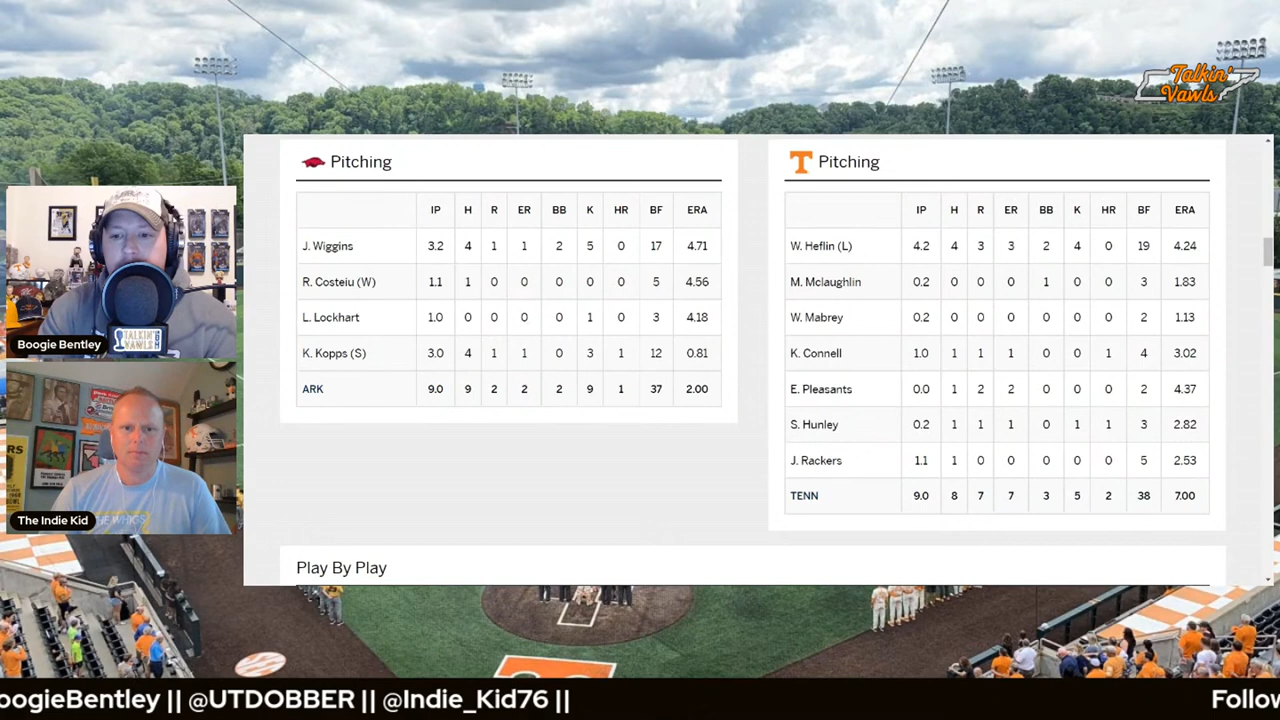 Talkin'
Vawls
Pitching
IP H R ER BB K HR BF ERA
J. Wiggins 3.2 4 1 1 2 5 0 17 4.71
R. Costeiu (W) 1.1 1 0 0 0 0 0 5 4.56
L. Lockhart 1.0 0 0 0 0 1 0 3 4.18
K. Kopps (S) 3.0 4 1 1 0 3 1 12 0.81
ARK 9.0 9 2 2 2 9 1 37 2.00
T Pitching
IP H R ER BB K HR BF ERA
W. Heflin (L) 4.2 4 3 3 2 4 0 19 4.24
M. Mclaughlin 0.2 0 0 0 1 0 0 3 1.83
W. Mabrey 0.2 0 0 0 0 0 0 2 1.13
K. Connell 1.0 1 1 1 0 0 1 4 3.02
E. Pleasants 0.0 1 2 2 0 0 0 2 4.37
S. Hunley 0.2 1 1 1 0 1 1 3 2.82
J. Rackers 1.1 1 0 0 0 0 0 5 2.53
TENN 9.0 8 7 7 3 5 2 38 7.00
Play By Play
TALKIN'
VAWLS
Boogie Bentley
The Indie Kid
oogieBentley || @UTDOBBER || @Indie_Kid76 ||
Follow